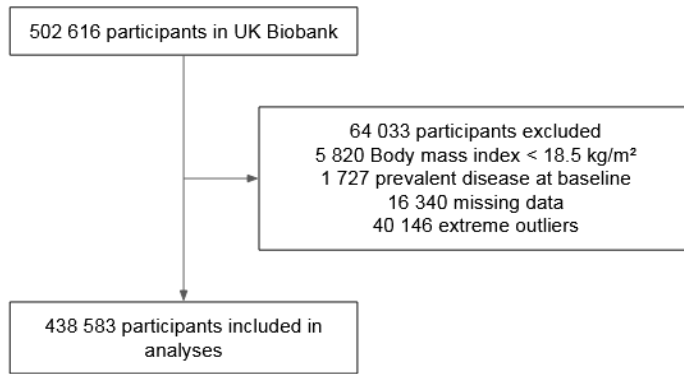 502 616 participants in UK Biobank
64 033 participants excluded
5 820 Body mass index < 18.5 kg/m²
1 727 prevalent disease at baseline
16 340 missing data
40 146 extreme outliers
438 583 participants included in
analyses